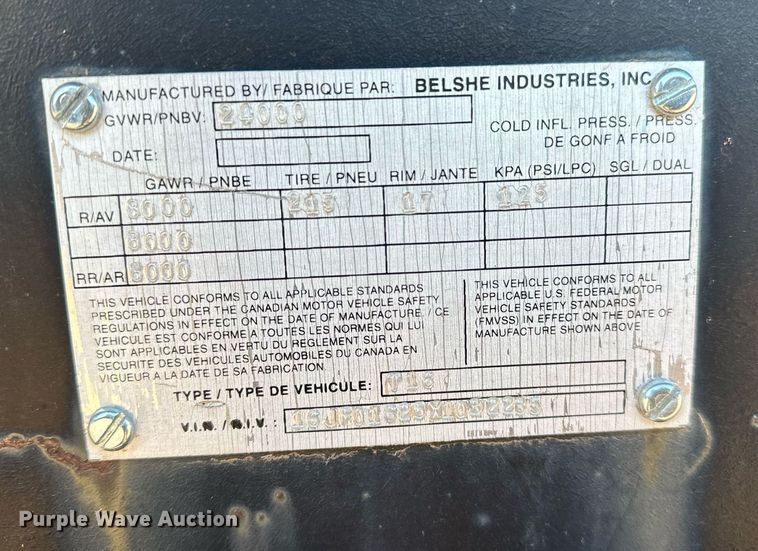 MANUFACTURED BY/ FABRIQUE PAR: BELSHE INDUSTRIES, INC
GVWR/PNBV: 24000
COLD INFL. PRESS. / PRESS.
DE GONF A FROID
DATE:
GAWR / PNBE TIRE / PNEU RIM / JANTE KPA (PSI/LPC) SGL / DUAL
R/AV 8000 215 17 125
8000
RR/AR 8000
THIS VEHICLE CONFORMS TO ALL APPLICABLE STANDARDS
PRESCRIBED UNDER THE CANADIAN MOTOR VEHICLE SAFETY
REGULATIONS IN EFFECT ON THE DATE OF MANUFACTURE. / CE
VEHICULE EST CONFORME A TOUTES LES NORMES QUI LU
SONT APPLICABLES EN VERTU DU REGLEMENT SUR LA
SECURITE DES VEHICULES AUTOMOBILES DU CANADA EN
VIGUEUR A LA DATE DE SA FABRICATION.
THIS VEHICLE CONFORMS TO ALL
APPLICABLE U.S. FEDERAL MOTOR
VEHICLE SAFETY STANDARDS
(FMVSS) IN EFFECT ON THE DATE OF
MANUFACTURE SHOWN ABOVE
TYPE / TYPE DE VEHICULE:
V.I.N. / N.I.V. :
Purple Wave Auction